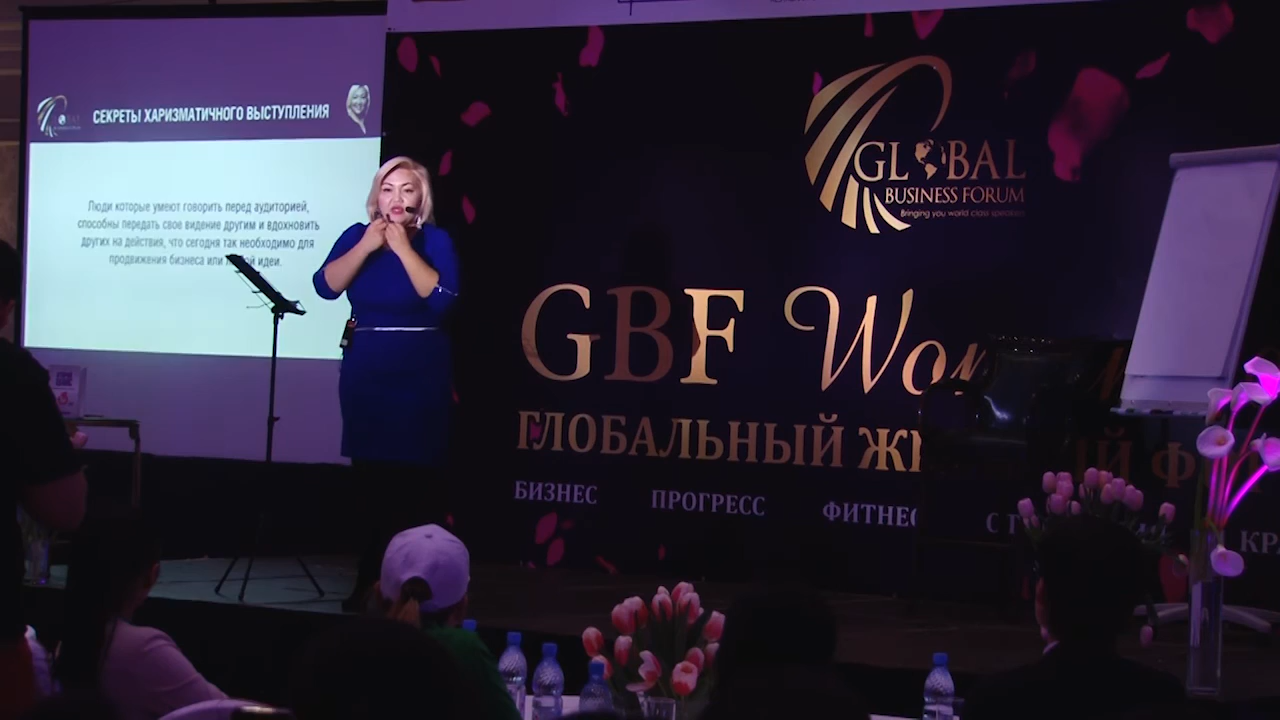 СЕКРЕТЫ ХАРИЗМАТИЧНОГО ВЫСТУПЛЕНИЯ
Люди которые умеют говорить перед аудиторией,
способны передать свое видение другим и вдохновить
других на действия, что сегодня так необходимо для
продвижения бизнеса или идеи.
GLOBAL
BUSINESS FORUM
Bringing you world class speakers
GBF
ГЛОБАЛЬНЫЙ
БИЗНЕС ПРОГРЕСС